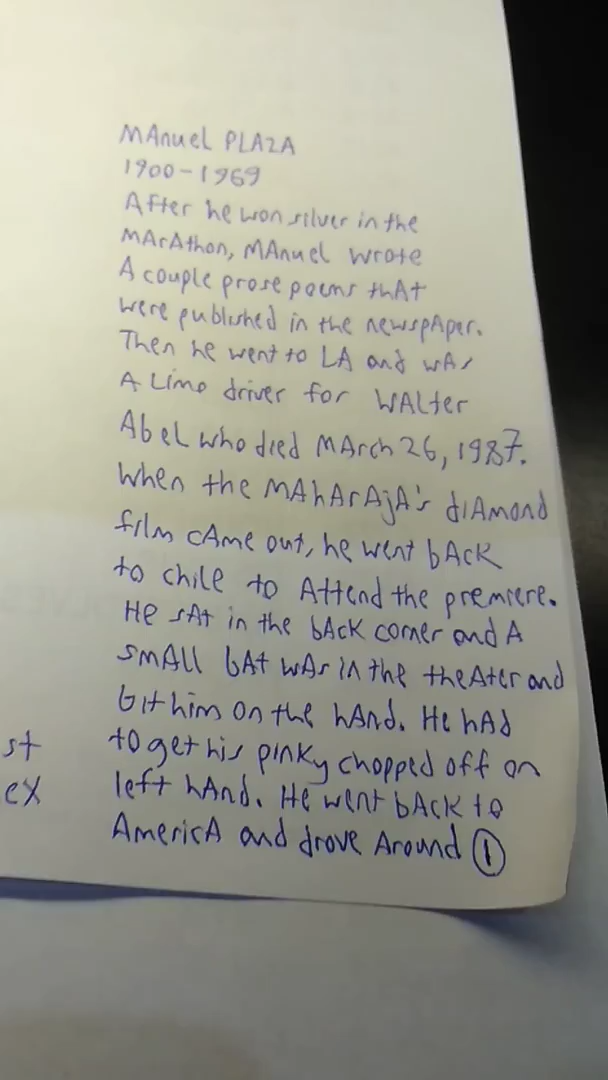 MAnuel PLAZA
1900-1969
After he won silver in the
MArAthon, MAnuel wrote
A couple prose poems thAt
were published in the newspAper.
Then he went to LA and wAs
A Limo driver for WALter
Abel who died MArch 26, 1987.
When the MAhArAjA's diAmond
film cAme out, he went bAck
to chile to Attend the premiere.
He sAt in the bAck corner and A
smAll bAt wAs in the theAter and
bit him on the hAnd. He hAd
st to get his pinky chopped off on
ex left hAnd. He went bAck to
AmericA and drove Around ①